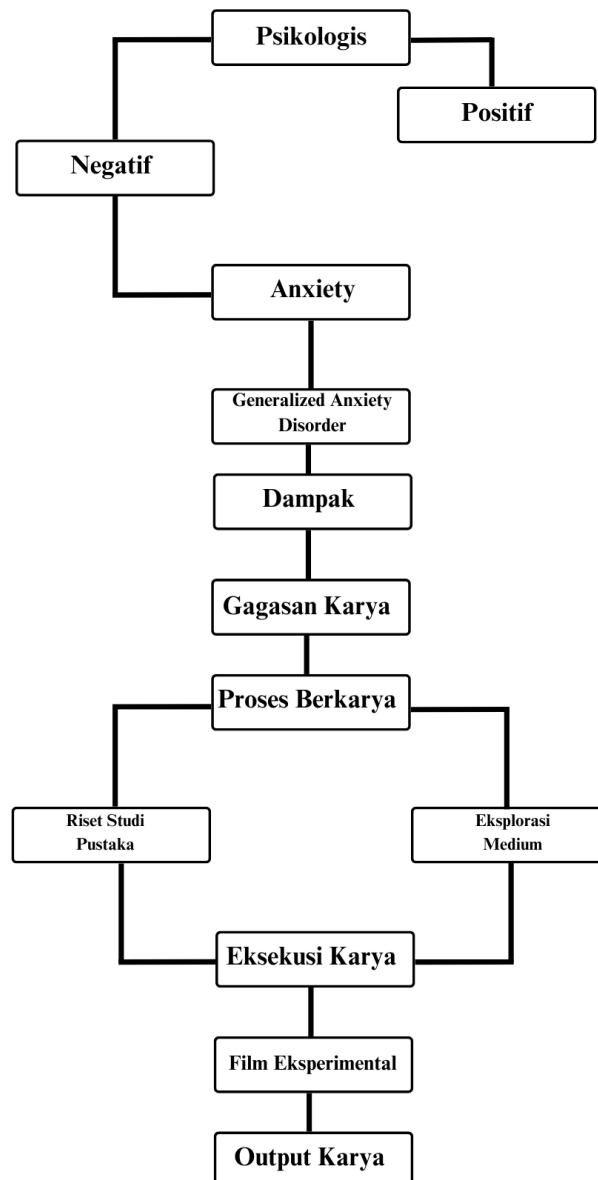 Psikologis
Positif
Negatif
Anxiety
Generalized Anxiety
Disorder
Dampak
Gagasan Karya
Proses Berkarya
Riset Studi
Pustaka
Eksplorasi
Medium
Eksekusi Karya
Film Eksperimental
Output Karya